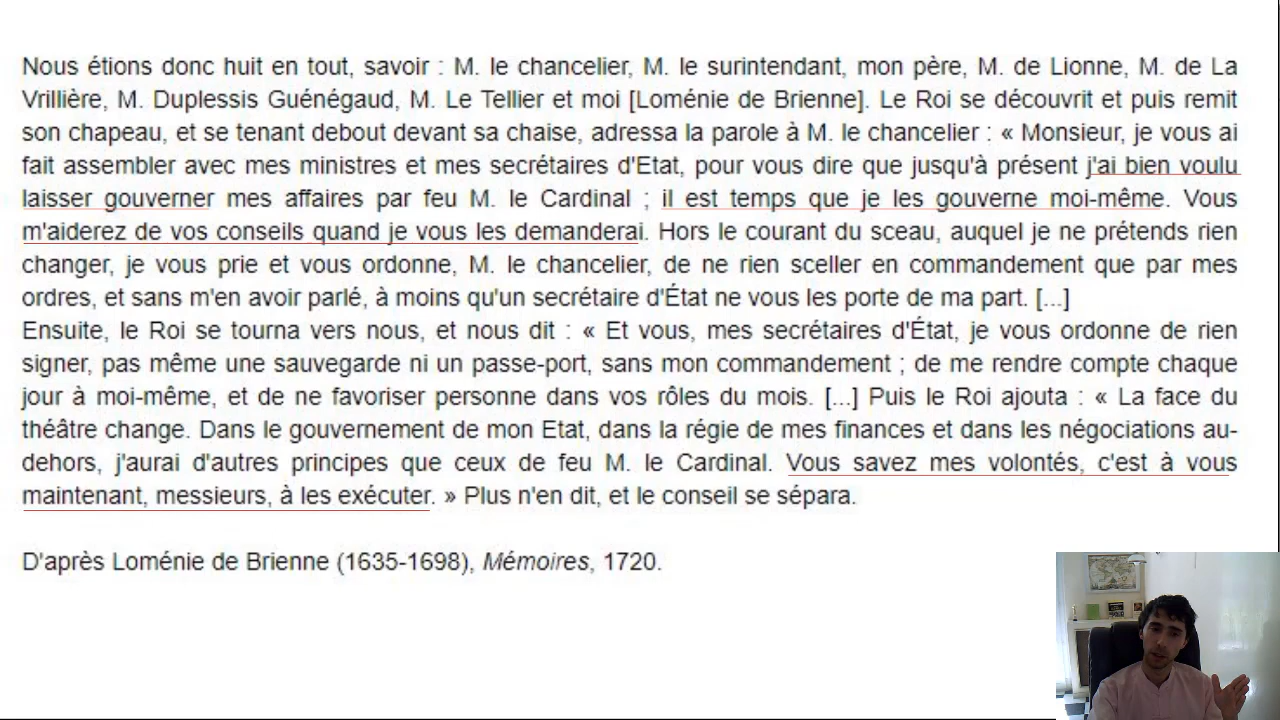 Nous étions donc huit en tout, savoir : M. le chancelier, M. le surintendant, mon père, M. de Lionne, M. de La
Vrillière, M. Duplessis Guénégaud, M. Le Tellier et moi [Loménie de Brienne]. Le Roi se découvrit et puis remit
son chapeau, et se tenant debout devant sa chaise, adressa la parole à M. le chancelier : « Monsieur, je vous ai
fait assembler avec mes ministres et mes secrétaires d'Etat, pour vous dire que jusqu'à présent j'ai bien voulu
laisser gouverner mes affaires par feu M. le Cardinal ; il est temps que je les gouverne moi-même. Vous
m'aiderez de vos conseils quand je vous les demanderai. Hors le courant du sceau, auquel je ne prétends rien
changer, je vous prie et vous ordonne, M. le chancelier, de ne rien sceller en commandement que par mes
ordres, et sans m'en avoir parlé, à moins qu'un secrétaire d'État ne vous les porte de ma part. [...]
Ensuite, le Roi se tourna vers nous, et nous dit : « Et vous, mes secrétaires d'État, je vous ordonne de rien
signer, pas même une sauvegarde ni un passe-port, sans mon commandement ; de me rendre compte chaque
jour à moi-même, et de ne favoriser personne dans vos rôles du mois. [...] Puis le Roi ajouta : « La face du
théâtre change. Dans le gouvernement de mon Etat, dans la régie de mes finances et dans les négociations au-
dehors, j'aurai d'autres principes que ceux de feu M. le Cardinal. Vous savez mes volontés, c'est à vous
maintenant, messieurs, à les exécuter. » Plus n'en dit, et le conseil se sépara.
D'après Loménie de Brienne (1635-1698), Mémoires, 1720.